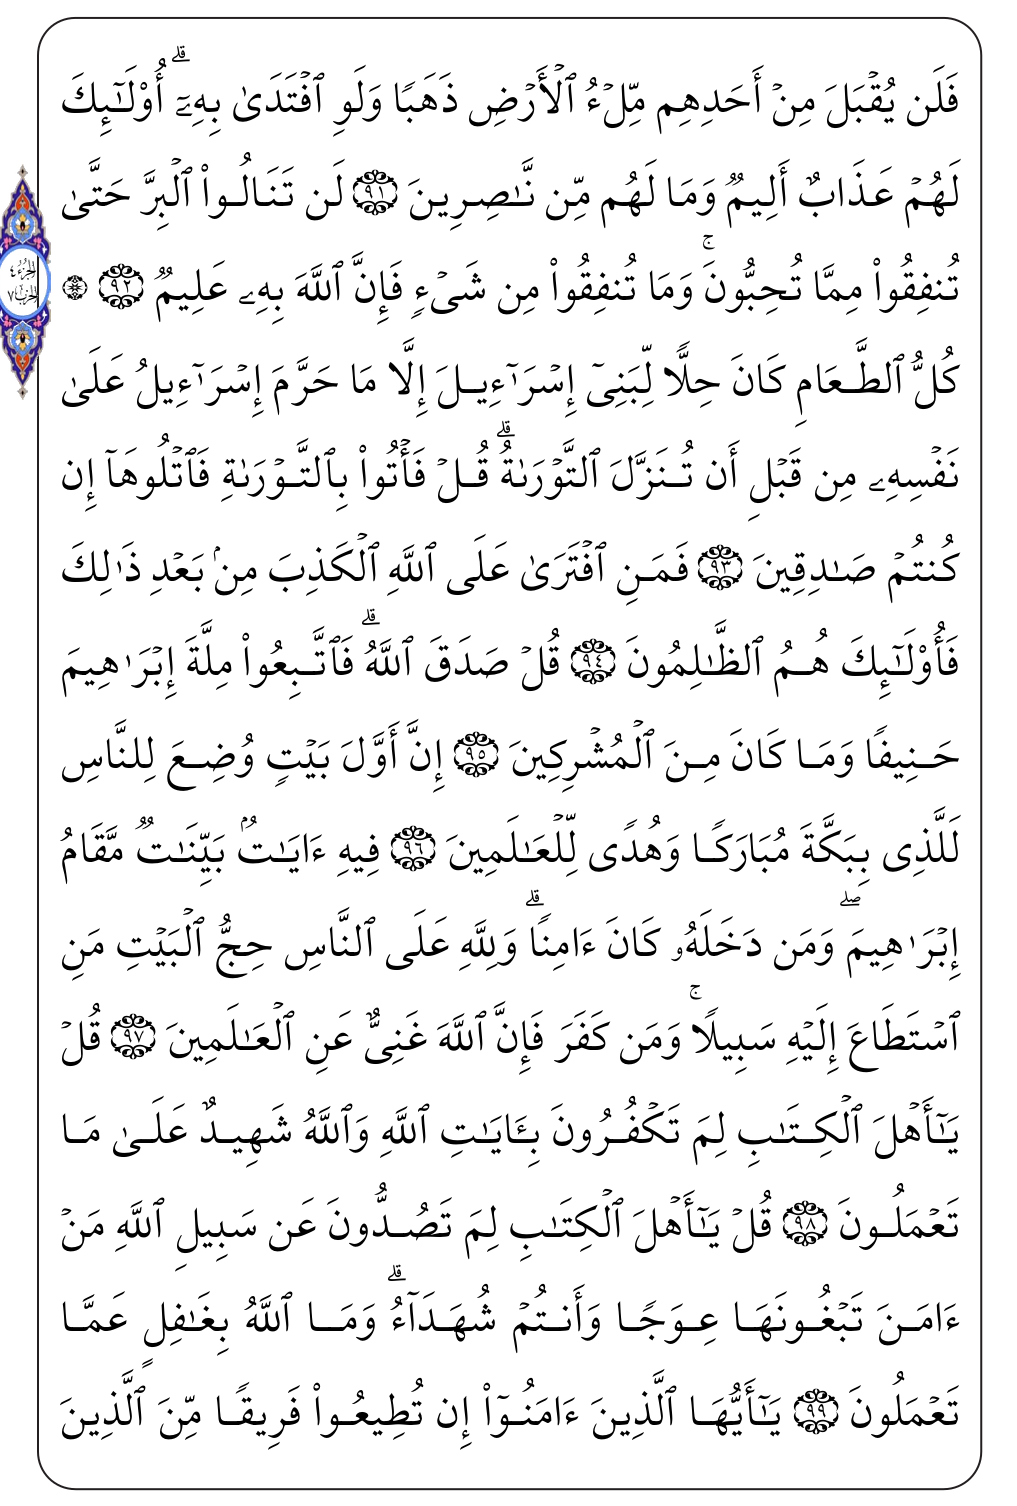 فَلَن يُقۡبَلَ مِنۡ أَحَدِهِم مِّلۡءُ ٱلۡأَرۡضِ ذَهَبٗا وَلَوِ ٱفۡتَدَىٰ بِهِۦٓۗ أُوْلَـٰٓئِكَ
لَهُمۡ عَذَابٌ أَلِيمٞ وَمَا لَهُم مِّن نَّـٰصِرِينَ ٩١ لَن تَنَالُواْ ٱلۡبِرَّ حَتَّىٰ
تُنفِقُواْ مِمَّا تُحِبُّونَۚ وَمَا تُنفِقُواْ مِن شَيۡءٖ فَإِنَّ ٱللَّهَ بِهِۦ عَلِيمٞ ٩٢ ۞
كُلُّ ٱلطَّعَامِ كَانَ حِلّٗا لِّبَنِيٓ إِسۡرَـٰٓءِيلَ إِلَّا مَا حَرَّمَ إِسۡرَـٰٓءِيلُ عَلَىٰ
نَفۡسِهِۦ مِن قَبۡلِ أَن تُنَزَّلَ ٱلتَّوۡرَىٰةُۚ قُلۡ فَأۡتُواْ بِٱلتَّوۡرَىٰةِ فَٱتۡلُوهَآ إِن
كُنتُمۡ صَـٰدِقِينَ ٩٣ فَمَنِ ٱفۡتَرَىٰ عَلَى ٱللَّهِ ٱلۡكَذِبَ مِنۢ بَعۡدِ ذَٰلِكَ
فَأُوْلَـٰٓئِكَ هُمُ ٱلظَّـٰلِمُونَ ٩٤ قُلۡ صَدَقَ ٱللَّهُۗ فَٱتَّبِعُواْ مِلَّةَ إِبۡرَٰهِيمَ
حَنِيفٗا وَمَا كَانَ مِنَ ٱلۡمُشۡرِكِينَ ٩٥ إِنَّ أَوَّلَ بَيۡتٖ وُضِعَ لِلنَّاسِ
لَلَّذِي بِبَكَّةَ مُبَارَكٗا وَهُدٗى لِّلۡعَـٰلَمِينَ ٩٦ فِيهِ ءَايَـٰتُۢ بَيِّنَـٰتٞ مَّقَامُ
إِبۡرَٰهِيمَۖ وَمَن دَخَلَهُۥ كَانَ ءَامِنٗاۗ وَلِلَّهِ عَلَى ٱلنَّاسِ حِجُّ ٱلۡبَيۡتِ مَنِ
ٱسۡتَطَاعَ إِلَيۡهِ سَبِيلٗاۚ وَمَن كَفَرَ فَإِنَّ ٱللَّهَ غَنِيٌّ عَنِ ٱلۡعَـٰلَمِينَ ٩٧ قُلۡ
يَـٰٓأَهۡلَ ٱلۡكِتَـٰبِ لِمَ تَكۡفُرُونَ بِـَٔايَـٰتِ ٱللَّهِ وَٱللَّهُ شَهِيدٌ عَلَىٰ مَا
تَعۡمَلُونَ ٩٨ قُلۡ يَـٰٓأَهۡلَ ٱلۡكِتَـٰبِ لِمَ تَصُدُّونَ عَن سَبِيلِ ٱللَّهِ مَنۡ
ءَامَنَ تَبۡغُونَهَا عِوَجٗا وَأَنتُمۡ شُهَدَآءُۗ وَمَا ٱللَّهُ بِغَـٰفِلٍ عَمَّا
تَعۡمَلُونَ ٩٩ يَـٰٓأَيُّهَا ٱلَّذِينَ ءَامَنُوٓاْ إِن تُطِيعُواْ فَرِيقٗا مِّنَ ٱلَّذِينَ
الجزء ٤
الحزب ٧